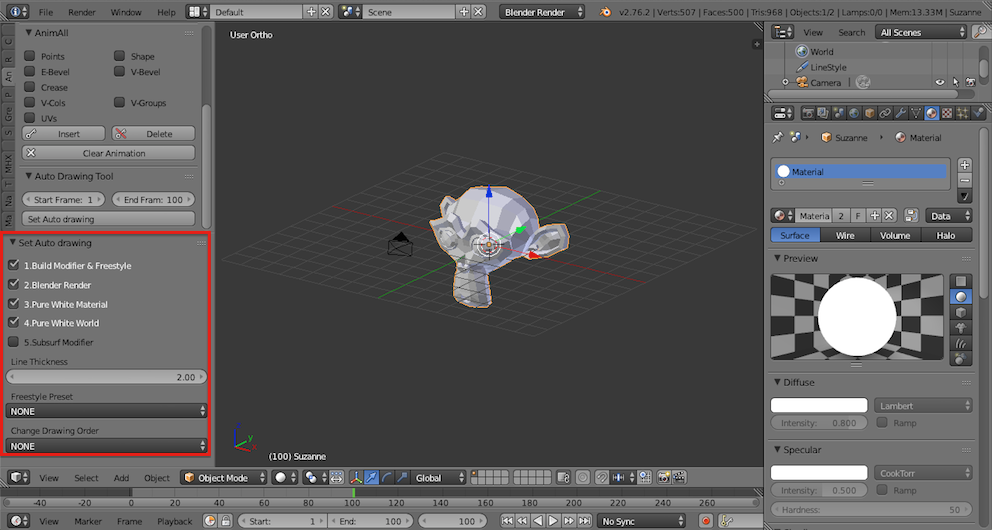 File Render Window Help Default Scene Blender Render v2.76.2 | Verts:507 | Faces:500 | Tris:968 | Objects:1/2 | Lamps:0/0 | Mem:13.33M | Suzanne
AnimAll
Points Shape
E-Bevel V-Bevel
Crease
V-Cols V-Groups
UVs
Insert Delete
Clear Animation
Auto Drawing Tool
Start Frame: 1 End Fram: 100
Set Auto drawing
Set Auto drawing
1.Build Modifier & Freestyle
2.Blender Render
3.Pure White Material
4.Pure White World
5.Subsurf Modifier
Line Thickness
2.00
Freestyle Preset
NONE
Change Drawing Order
NONE
C
R
An
P
Gre
S
MHX
T
Na
Ma
User Ortho
z
y
(100) Suzanne
View Search All Scenes
World
LineStyle
Camera
Suzanne Material
Material
Materia 2 F Data
Surface Wire Volume Halo
Preview
Diffuse
Lambert
Intensity: 0.800 Ramp
Specular
CookTorr
Intensity: 0.500 Ramp
Hardness: 50
View Select Add Object Object Mode Global
-40 -20 0 20 40 60 80 100 120 140 160 180 200 220 240 260
View Marker Frame Playback Start: 1 End: 100 100 No Sync